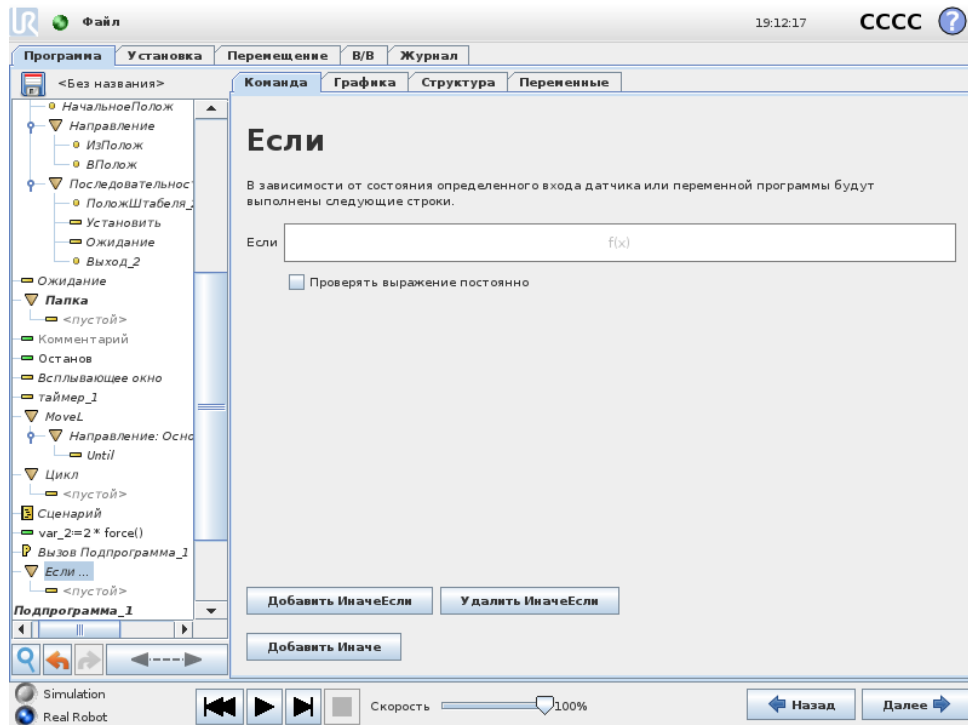 UR Файл 19:12:17 CCCC ?
Программа Установка Перемещение В/В Журнал
<Без названия>
Команда Графика Структура Переменные
НачальноеПолож
Направление
ИзПолож
ВПолож
Последовательнос
ПоложШтабеля_2
Установить
Ожидание
Выход_2
Ожидание
Папка
<пустой>
Комментарий
Останов
Всплывающее окно
таймер_1
MoveL
Направление: Осно
Until
Цикл
<пустой>
Сценарий
var_2:=2 * force()
P Вызов Подпрограмма_1
Если ...
<пустой>
Подпрограмма_1
Если
В зависимости от состояния определенного входа датчика или переменной программы будут
выполнены следующие строки.
Если f(x)
Проверять выражение постоянно
Добавить ИначеЕсли Удалить ИначеЕсли
Добавить Иначе
Simulation
Real Robot
Скорость 100%
Назад Далее